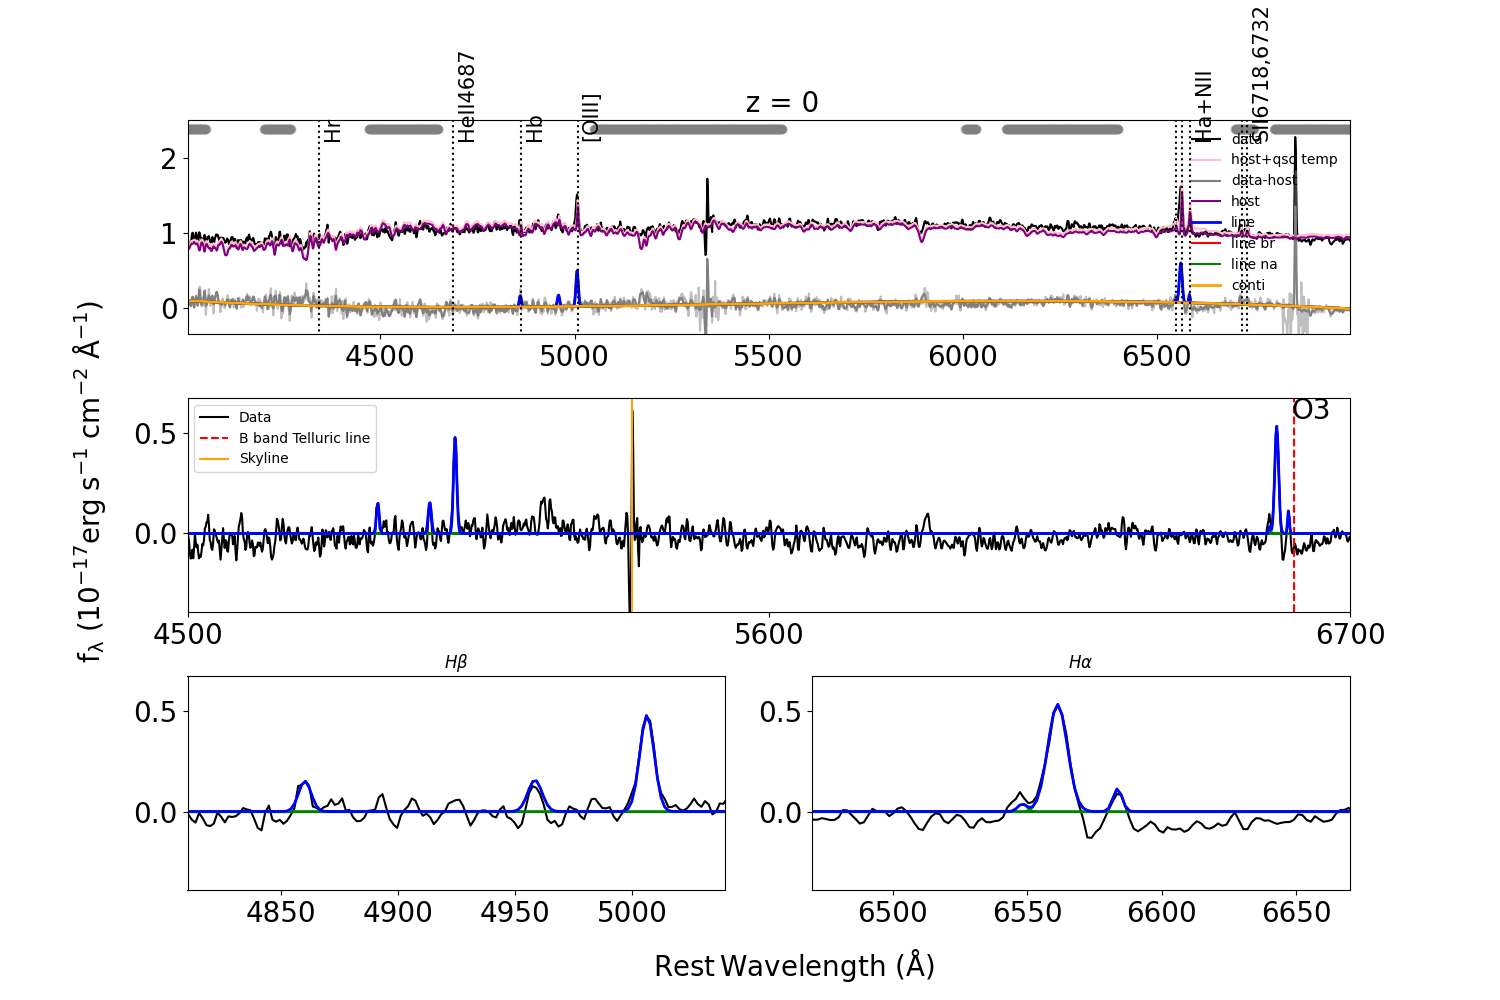 z = 0
Hr
HeII4687
Hb
[OIII]
Ha+NII
SII6718,6732
data
host+qso temp
data-host
host
line
line br
line na
conti
2
1
0
4500 5000 5500 6000 6500
f_λ (10^−17 erg s^−1 cm^−2 Å^−1)
Data
B band Telluric line
Skyline
O3
0.5
0.0
4500 5600 6700
Hβ
0.5
0.0
4850 4900 4950 5000
Hα
0.5
0.0
6500 6550 6600 6650
Rest Wavelength (Å)